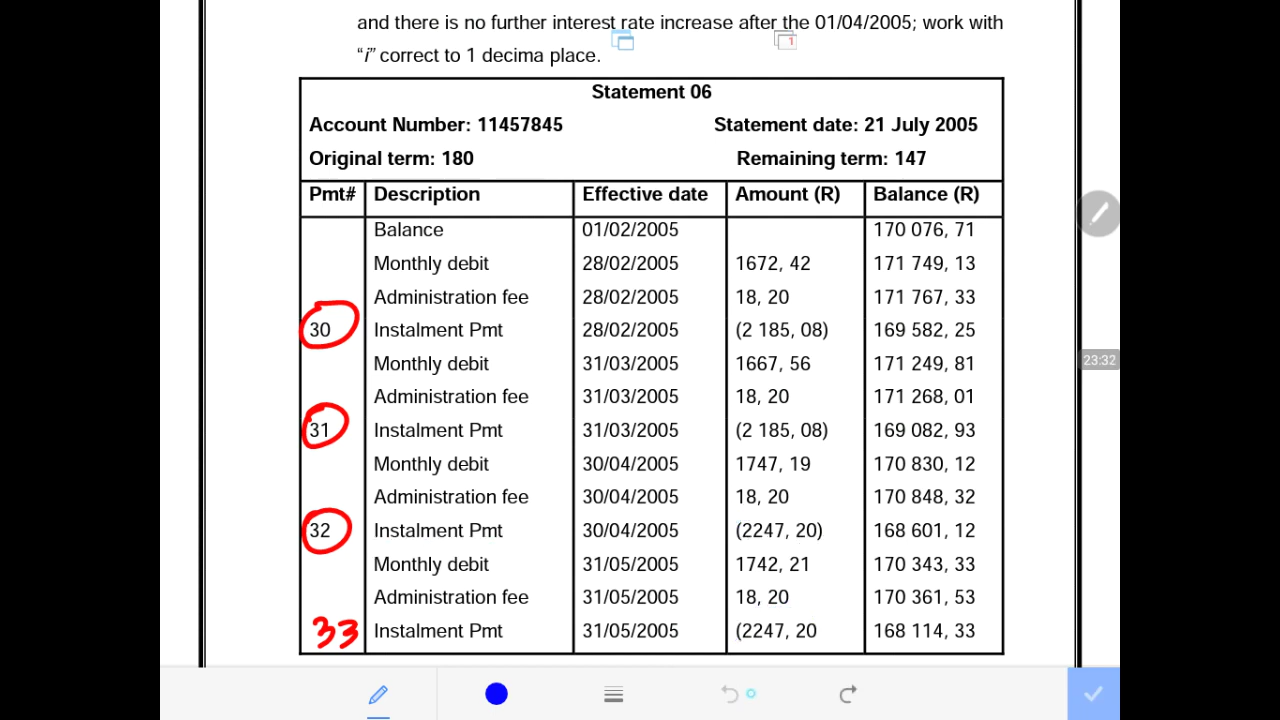 and there is no further interest rate increase after the 01/04/2005; work with
“i” correct to 1 decima place.
Statement 06
Account Number: 11457845 Statement date: 21 July 2005
Original term: 180 Remaining term: 147
Pmt# Description Effective date Amount (R) Balance (R)
Balance 01/02/2005 170 076, 71
Monthly debit 28/02/2005 1672, 42 171 749, 13
Administration fee 28/02/2005 18, 20 171 767, 33
30 Instalment Pmt 28/02/2005 (2 185, 08) 169 582, 25
Monthly debit 31/03/2005 1667, 56 171 249, 81
Administration fee 31/03/2005 18, 20 171 268, 01
31 Instalment Pmt 31/03/2005 (2 185, 08) 169 082, 93
Monthly debit 30/04/2005 1747, 19 170 830, 12
Administration fee 30/04/2005 18, 20 170 848, 32
32 Instalment Pmt 30/04/2005 (2247, 20) 168 601, 12
Monthly debit 31/05/2005 1742, 21 170 343, 33
Administration fee 31/05/2005 18, 20 170 361, 53
33 Instalment Pmt 31/05/2005 (2247, 20 168 114, 33
1
23:32